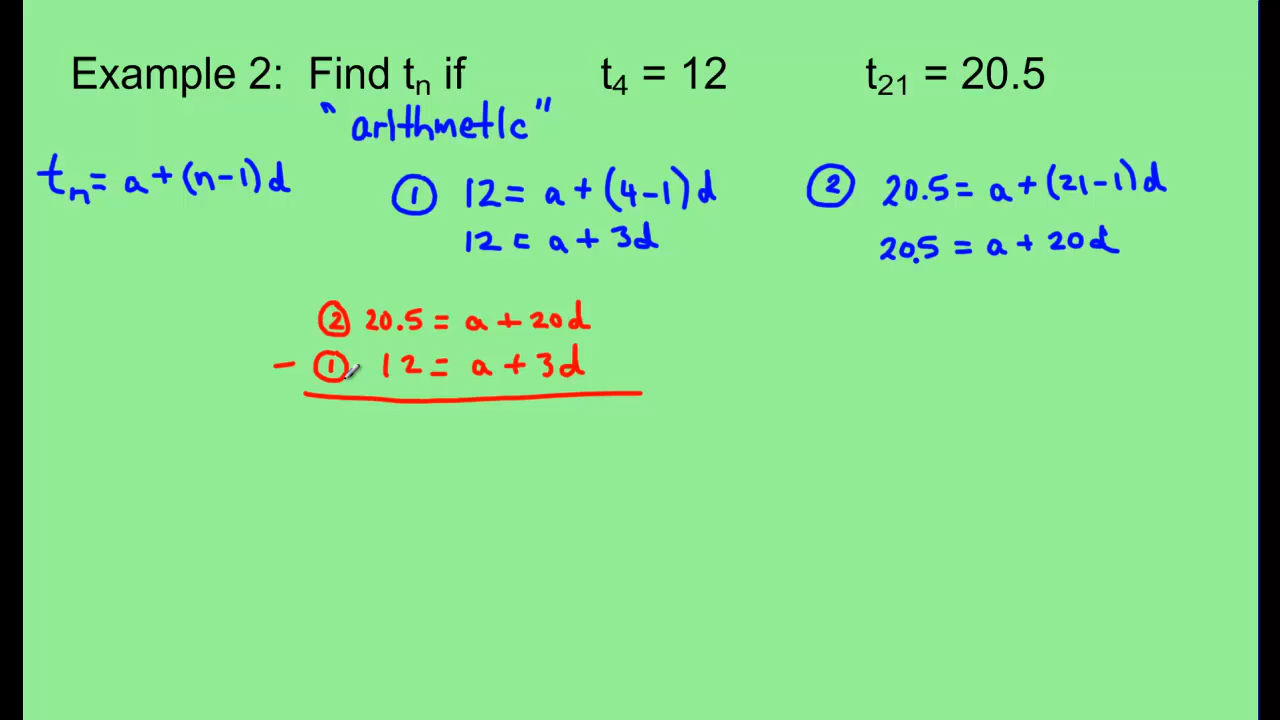 Example 2: Find tₙ if t₄ = 12 t₂₁ = 20.5
"arithmetic"
tₙ = a + (n-1)d ① 12 = a + (4-1)d ② 20.5 = a + (21-1)d
12 = a + 3d 20.5 = a + 20d
② 20.5 = a + 20d
- ① 12 = a + 3d